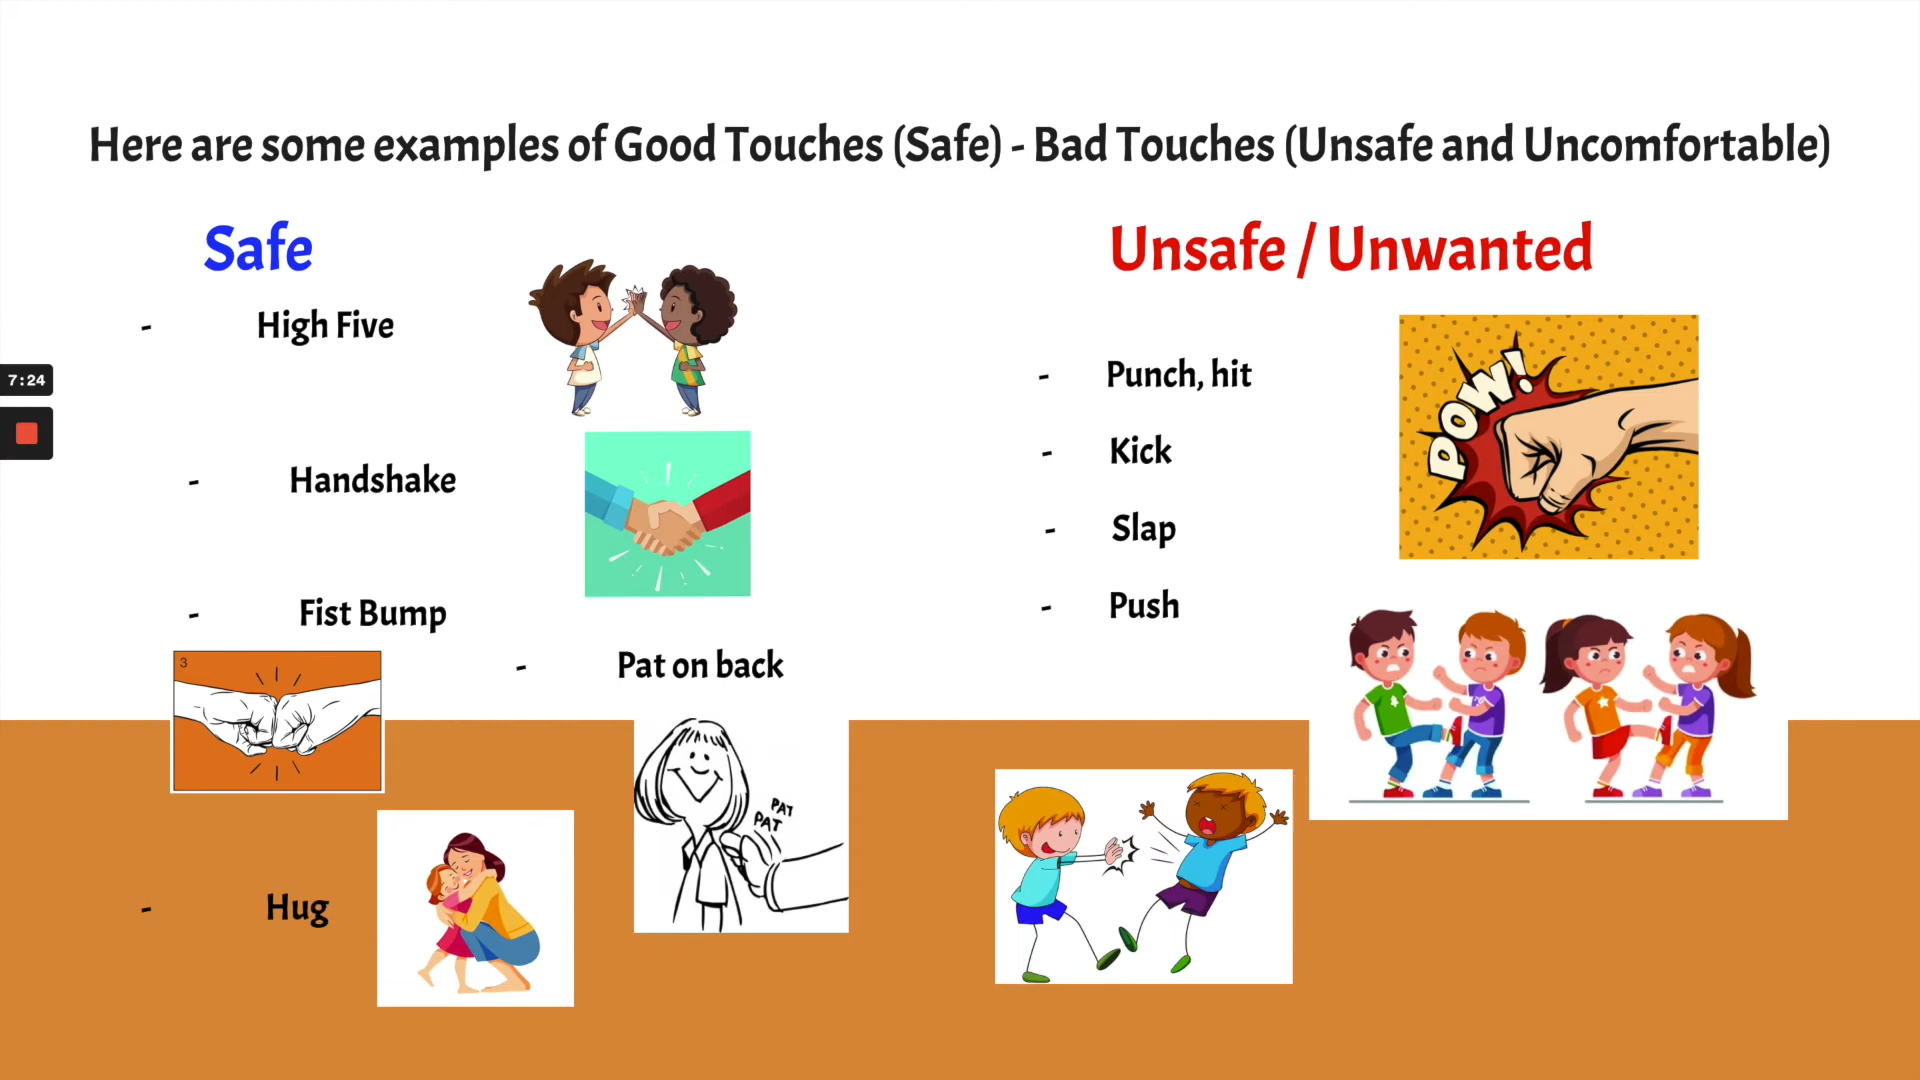 Here are some examples of Good Touches (Safe) - Bad Touches (Unsafe and Uncomfortable)
Safe
- High Five
- Handshake
- Fist Bump
3
- Pat on back
PAT
PAT
- Hug
Unsafe / Unwanted
- Punch, hit
- Kick
- Slap
- Push
POW!
7:24